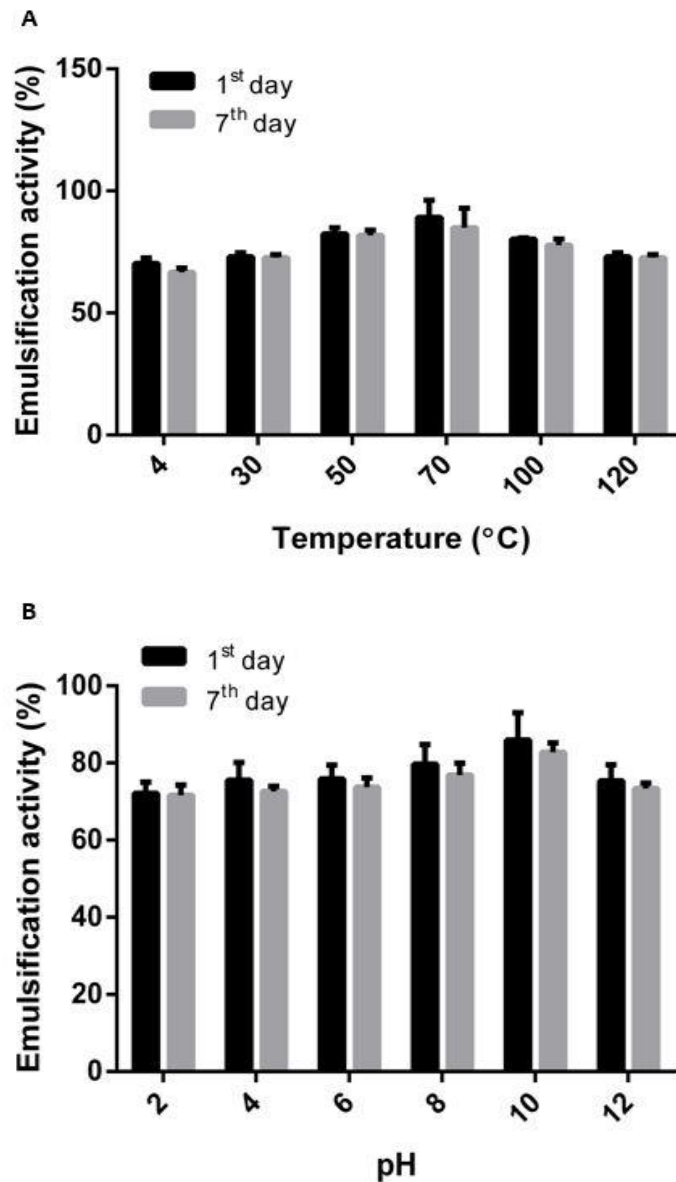 A
Emulsification activity (%)
150
100
50
0
1st day
7th day
4 30 50 70 100 120
Temperature (°C)
B
Emulsification activity (%)
100
80
60
40
20
0
1st day
7th day
2 4 6 8 10 12
pH